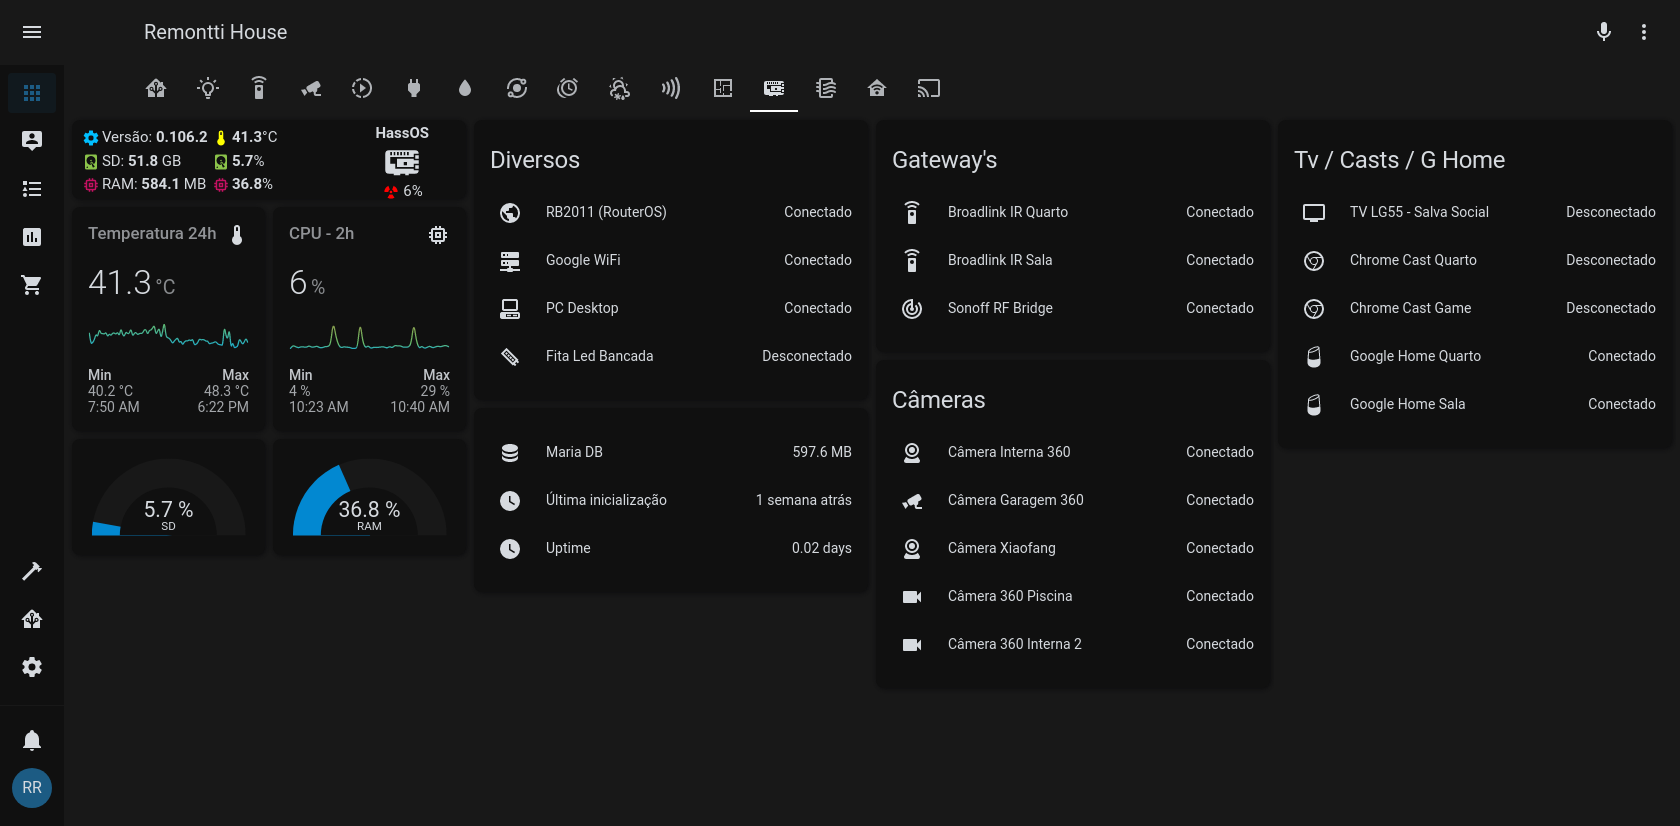 Remontti House
Versão: 0.106.2 41.3°C
SD: 51.8 GB 5.7%
RAM: 584.1 MB 36.8%
HassOS
6%
Temperatura 24h
41.3 °C
Min Max
40.2 °C 48.3 °C
7:50 AM 6:22 PM
CPU - 2h
6 %
Min Max
4 % 29 %
10:23 AM 10:40 AM
5.7 %
SD
36.8 %
RAM
Diversos
RB2011 (RouterOS) Conectado
Google WiFi Conectado
PC Desktop Conectado
Fita Led Bancada Desconectado
Maria DB 597.6 MB
Última inicialização 1 semana atrás
Uptime 0.02 days
Gateway's
Broadlink IR Quarto Conectado
Broadlink IR Sala Conectado
Sonoff RF Bridge Conectado
Câmeras
Câmera Interna 360 Conectado
Câmera Garagem 360 Conectado
Câmera Xiaofang Conectado
Câmera 360 Piscina Conectado
Câmera 360 Interna 2 Conectado
Tv / Casts / G Home
TV LG55 - Salva Social Desconectado
Chrome Cast Quarto Desconectado
Chrome Cast Game Desconectado
Google Home Quarto Conectado
Google Home Sala Conectado
RR